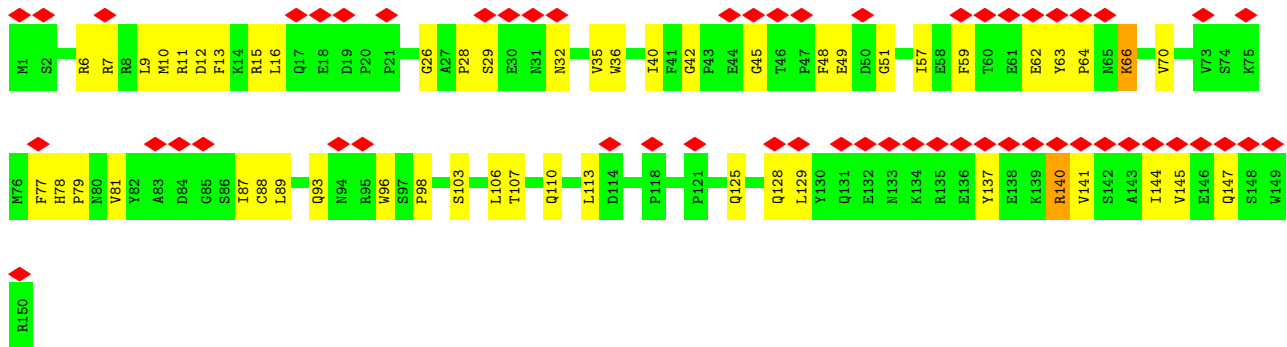 M1 S2 R6 R7 R8 L9 M10 R11 D12 F13 K14 R15 L16 Q17 E18 D19 P20 P21 G26 A27 P28 S29 E30 N31 N32 V35 W36 I40 F41 G42 P43 E44 G45 T46 P47 F48 E49 D50 G51 I57 E58 F59 T60 E61 E62 Y63 P64 N65 K66 V70 V73 S74 K75
M76 F77 H78 P79 N80 V81 Y82 A83 D84 G85 S86 I87 C88 L89 Q93 N94 R95 W96 S97 P98 S103 L106 T107 Q110 L113 D114 P118 P121 Q125 Q128 L129 Y130 Q131 E132 N133 K134 R135 E136 Y137 E138 K139 R140 V141 S142 A143 I144 V145 E146 Q147 S148 W149
R150